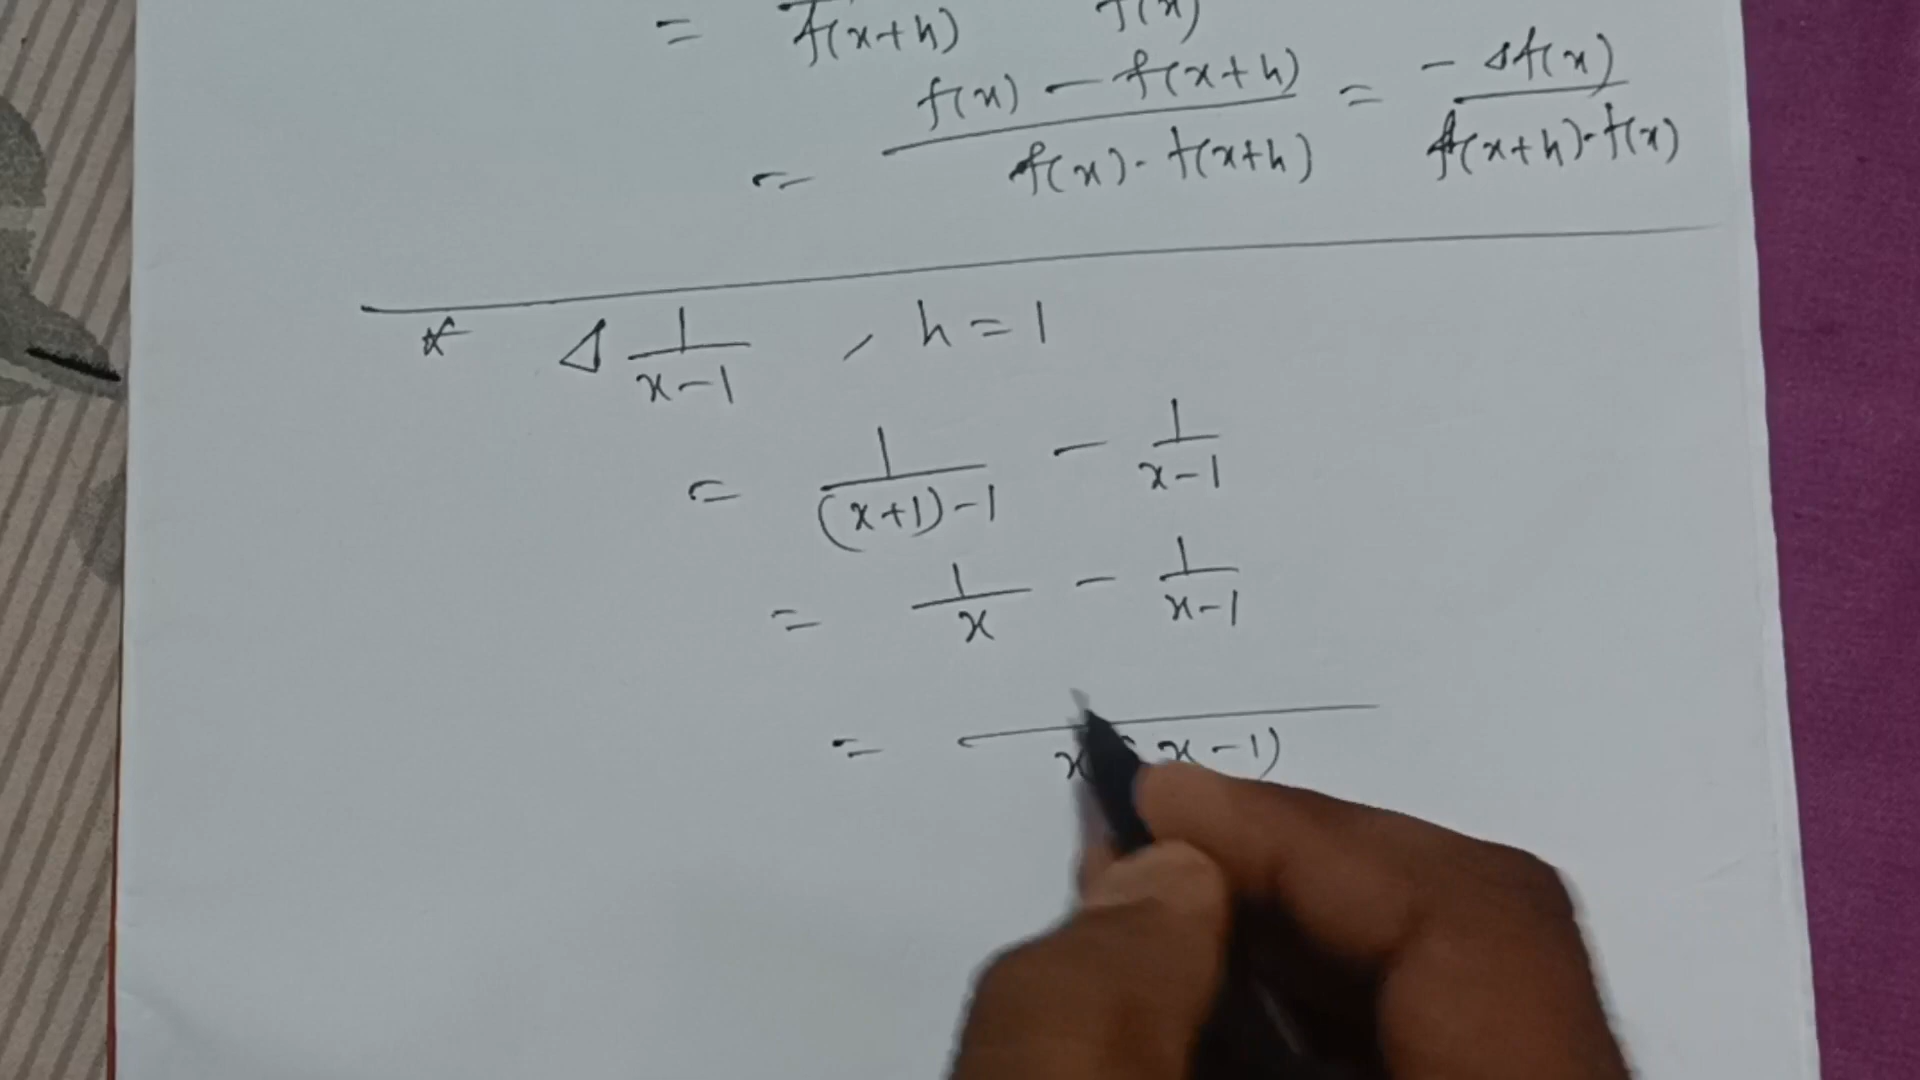 = f(x+h) f(x)
= f(x) - f(x+h) / f(x)·f(x+h) = -Δf(x) / f(x+h)·f(x)
* Δ 1/x-1 , h=1
= 1/(x+1)-1 - 1/x-1
= 1/x - 1/x-1
= x(x-1)